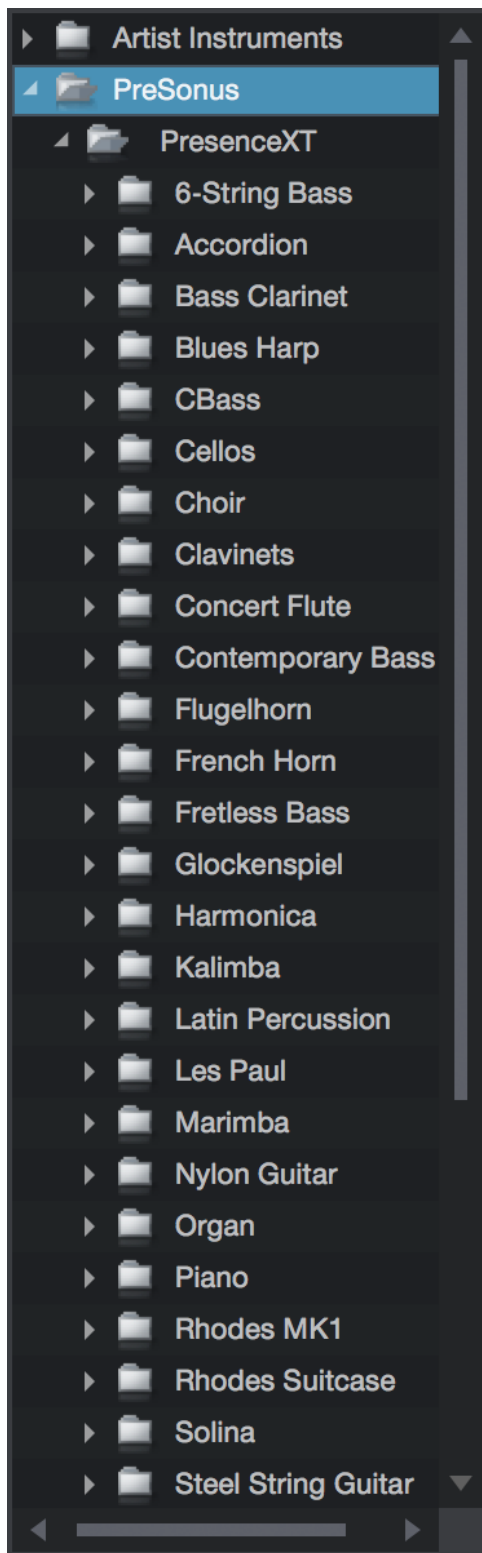 Artist Instruments
PreSonus
PresenceXT
6-String Bass
Accordion
Bass Clarinet
Blues Harp
CBass
Cellos
Choir
Clavinets
Concert Flute
Contemporary Bass
Flugelhorn
French Horn
Fretless Bass
Glockenspiel
Harmonica
Kalimba
Latin Percussion
Les Paul
Marimba
Nylon Guitar
Organ
Piano
Rhodes MK1
Rhodes Suitcase
Solina
Steel String Guitar